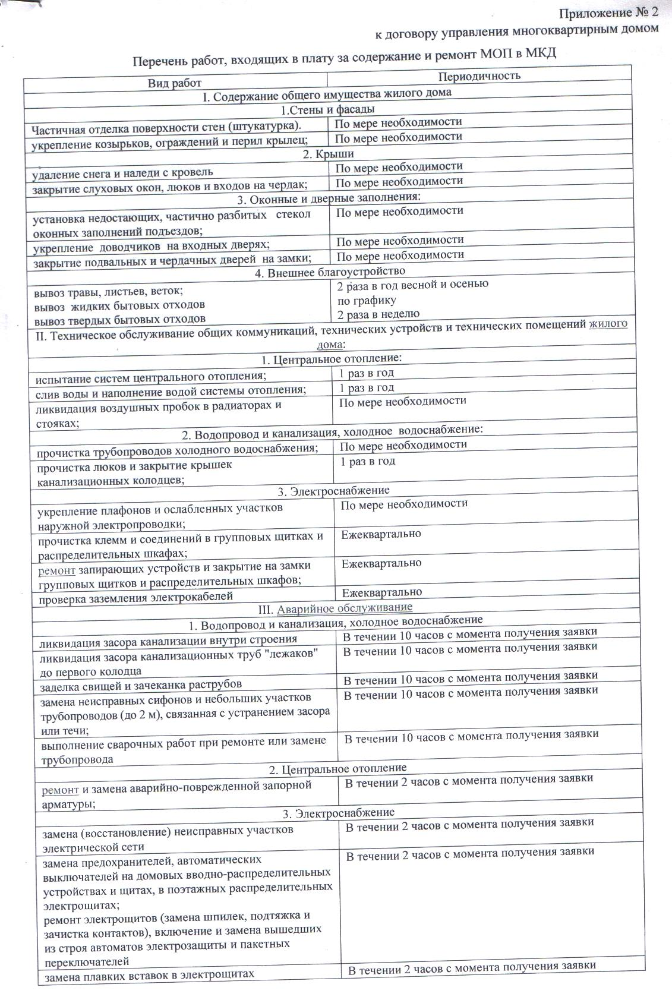 Приложение № 2
к договору управления многоквартирным домом
Перечень работ, входящих в плату за содержание и ремонт МОП в МКД
Вид работ
Периодичность
I. Содержание общего имущества жилого дома
1.Стены и фасады
Частичная отделка поверхности стен (штукатурка).
По мере необходимости
укрепление козырьков, ограждений и перил крылец;
По мере необходимости
2. Крыши
удаление снега и наледи с кровель
По мере необходимости
закрытие слуховых окон, люков и входов на чердак;
По мере необходимости
3. Оконные и дверные заполнения:
установка недостающих, частично разбитых стекол
оконных заполнений подъездов;
По мере необходимости
укрепление доводчиков на входных дверях;
По мере необходимости
закрытие подвальных и чердачных дверей на замки;
По мере необходимости
4. Внешнее благоустройство
вывоз травы, листьев, веток;
2 раза в год весной и осенью
вывоз жидких бытовых отходов
по графику
вывоз твердых бытовых отходов
2 раза в неделю
II. Техническое обслуживание общих коммуникаций, технических устройств и технических помещений жилого
дома:
1. Центральное отопление:
испытание систем центрального отопления;
1 раз в год
слив воды и наполнение водой системы отопления;
1 раз в год
ликвидация воздушных пробок в радиаторах и
стояках;
По мере необходимости
2. Водопровод и канализация, холодное водоснабжение:
прочистка трубопроводов холодного водоснабжения;
По мере необходимости
прочистка люков и закрытие крышек
канализационных колодцев;
1 раз в год
3. Электроснабжение
укрепление плафонов и ослабленных участков
наружной электропроводки;
По мере необходимости
прочистка клемм и соединений в групповых щитках и
распределительных шкафах;
Ежеквартально
ремонт запирающих устройств и закрытие на замки
групповых щитков и распределительных шкафов;
Ежеквартально
проверка заземления электрокабелей
Ежеквартально
III. Аварийное обслуживание
1. Водопровод и канализация, холодное водоснабжение
ликвидация засора канализации внутри строения
В течении 10 часов с момента получения заявки
ликвидация засора канализационных труб "лежаков"
до первого колодца
В течении 10 часов с момента получения заявки
заделка свищей и зачеканка раструбов
В течении 10 часов с момента получения заявки
замена неисправных сифонов и небольших участков
трубопроводов (до 2 м), связанная с устранением засора
или течи;
В течении 10 часов с момента получения заявки
выполнение сварочных работ при ремонте или замене
трубопровода
В течении 10 часов с момента получения заявки
2. Центральное отопление
ремонт и замена аварийно-поврежденной запорной
арматуры;
В течении 2 часов с момента получения заявки
3. Электроснабжение
замена (восстановление) неисправных участков
электрической сети
В течении 2 часов с момента получения заявки
замена предохранителей, автоматических
выключателей на домовых вводно-распределительных
устройствах и щитах, в поэтажных распределительных
электрощитах;
ремонт электрощитов (замена шпилек, подтяжка и
зачистка контактов), включение и замена вышедших
из строя автоматов электрозащиты и пакетных
переключателей
В течении 2 часов с момента получения заявки
замена плавких вставок в электрощитах
В течении 2 часов с момента получения заявки